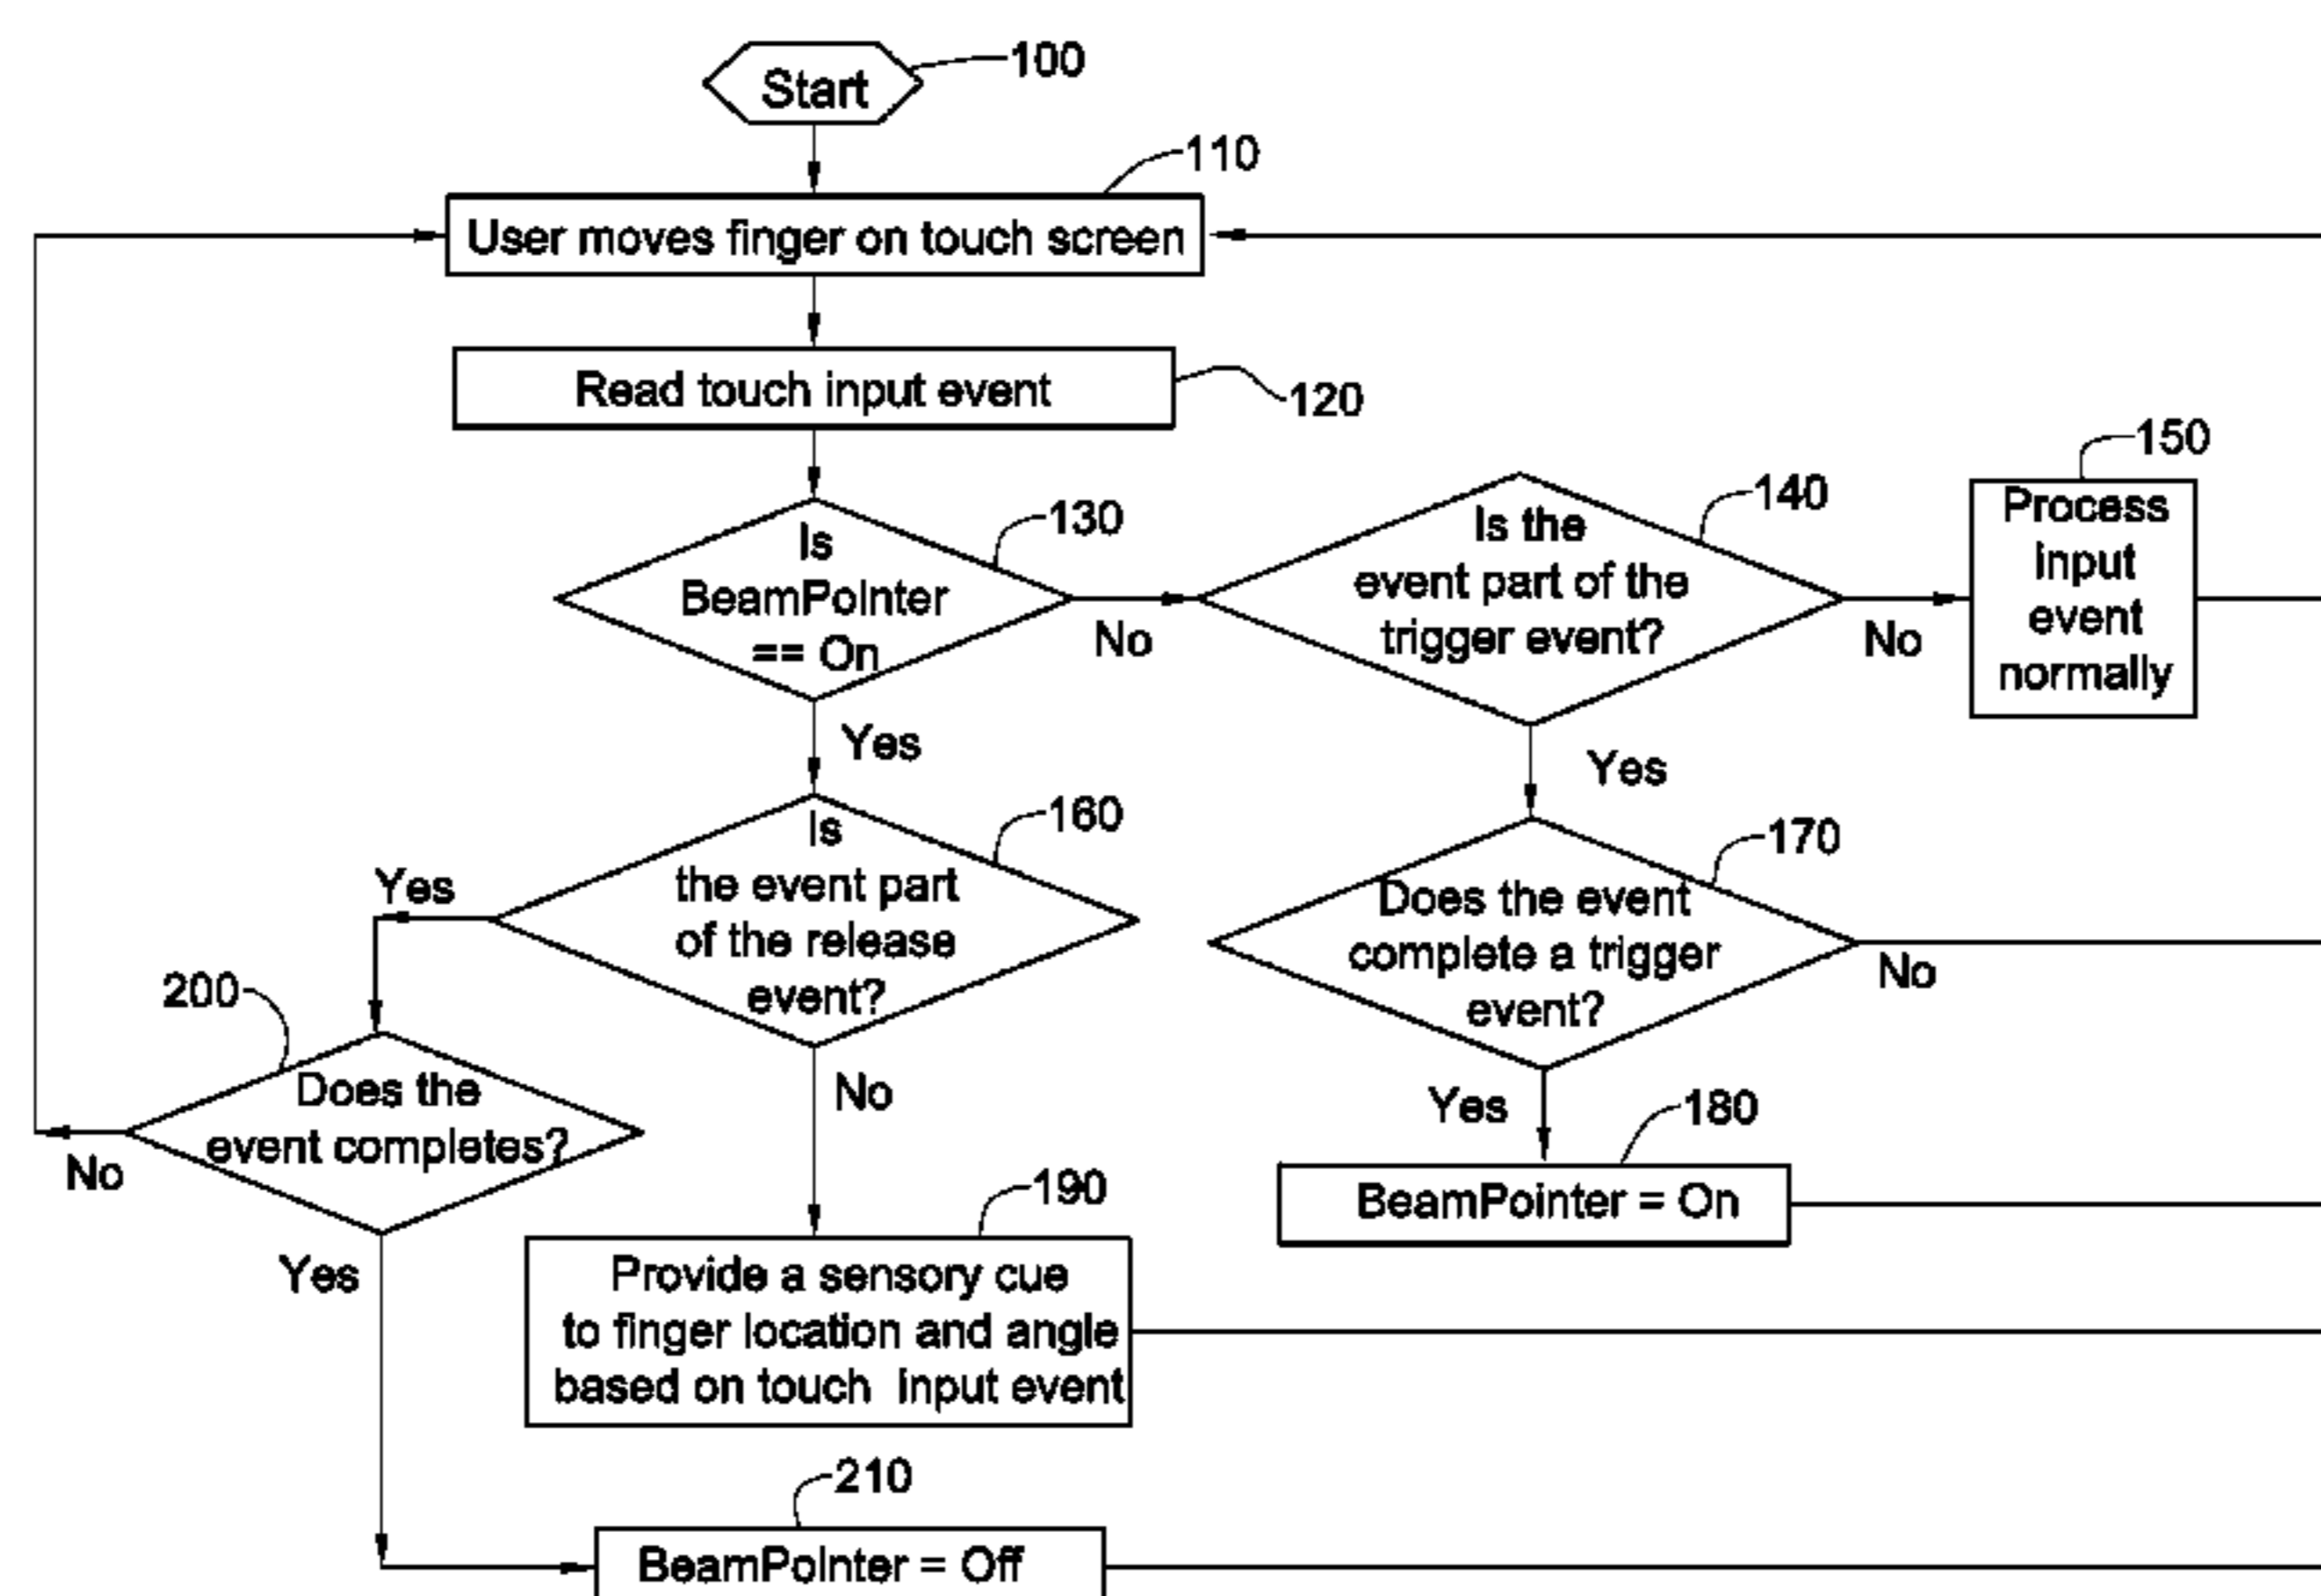 Start
100
110
User moves finger on touch screen
Read touch input event
120
Is
BeamPointer
== On
130
No
Yes
Is the
event part of the
trigger event?
140
No
Yes
150
Process
input
event
normally
Is
the event part
of the release
event?
160
Yes
No
Does the event
complete a trigger
event?
170
No
Yes
200
Does the
event completes?
No
Yes
180
BeamPointer = On
190
Provide a sensory cue
to finger location and angle
based on touch input event
210
BeamPointer = Off